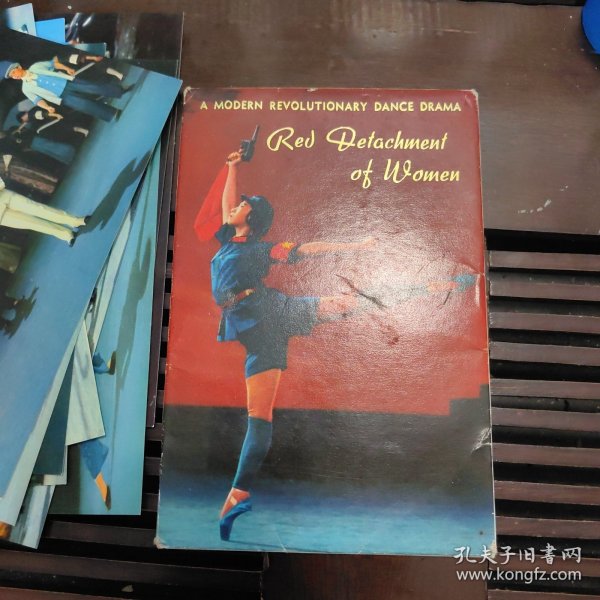 A MODERN REVOLUTIONARY DANCE DRAMA
Red Detachment
of Women
孔夫子旧书网
www.kongfz.com